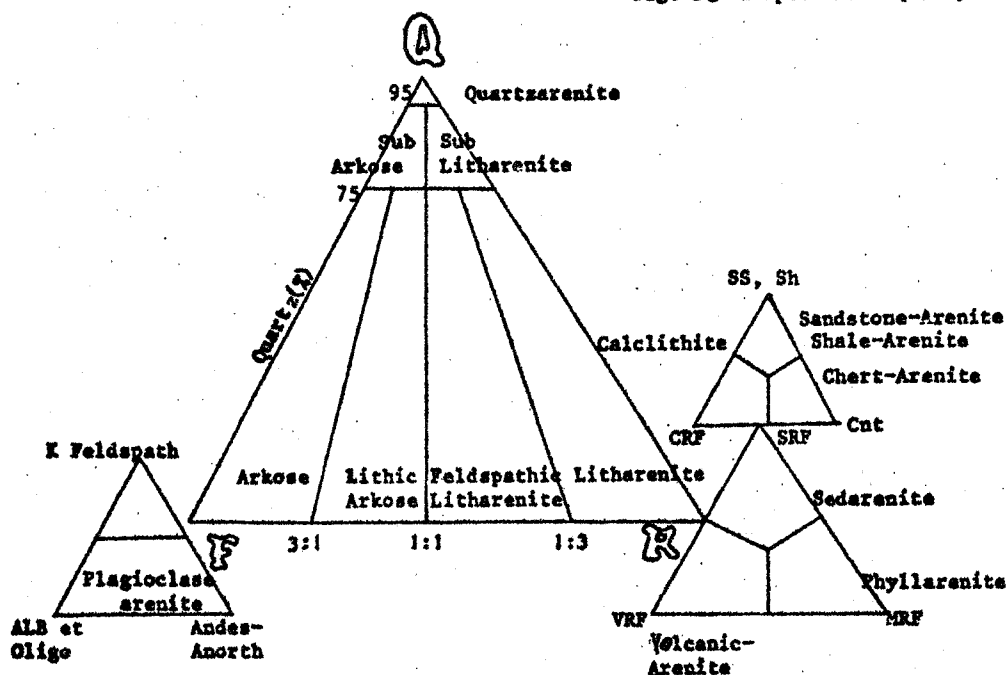 Q
95 Quartzarenite
Sub Sub
Arkose Litharenite
75
Quartz(%)
SS, Sh
Sandstone-Arenite
Calclithite Shale-Arenite
Chert-Arenite
CRF SRF Cnt
K Feldspath
Arkose Lithic Feldspathic Litharenite
Arkose Litharenite
Sedarenite
F 3:1 1:1 1:3 R
Plagioclase
arenite
Phyllarenite
ALB et Andes-
Oligo Anorth
VRF MRF
Volcanic-
Arenite